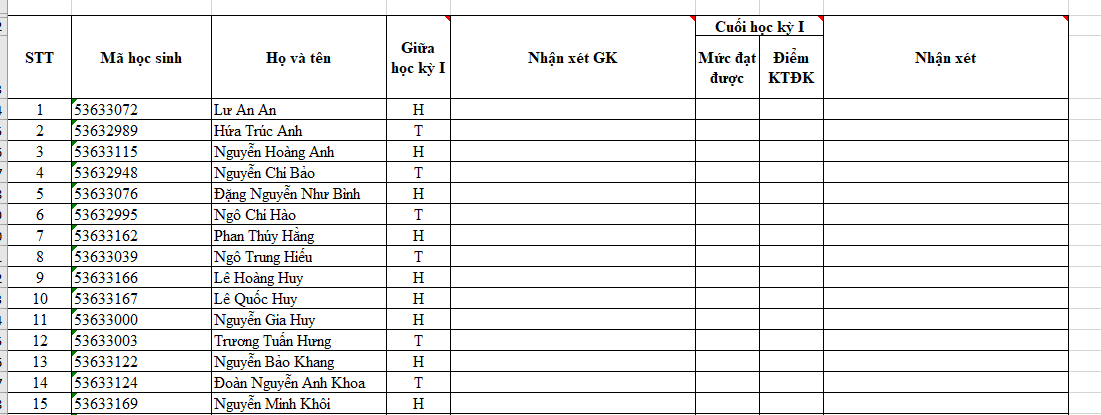 STT Mã học sinh Họ và tên Giữa học kỳ I Nhận xét GK Cuối học kỳ I Mức đạt được Điểm KTĐK Nhận xét
1 53633072 Lư An An H
2 53632989 Hứa Trúc Anh T
3 53633115 Nguyễn Hoàng Anh H
4 53632948 Nguyễn Chi Bảo T
5 53633076 Đặng Nguyễn Như Bình H
6 53632995 Ngô Chi Hào T
7 53633162 Phan Thúy Hằng H
8 53633039 Ngô Trung Hiếu T
9 53633166 Lê Hoàng Huy H
10 53633167 Lê Quốc Huy H
11 53633000 Nguyễn Gia Huy H
12 53633003 Trương Tuấn Hưng T
13 53633122 Nguyễn Bảo Khang H
14 53633124 Đoàn Nguyễn Anh Khoa T
15 53633169 Nguyễn Minh Khôi H